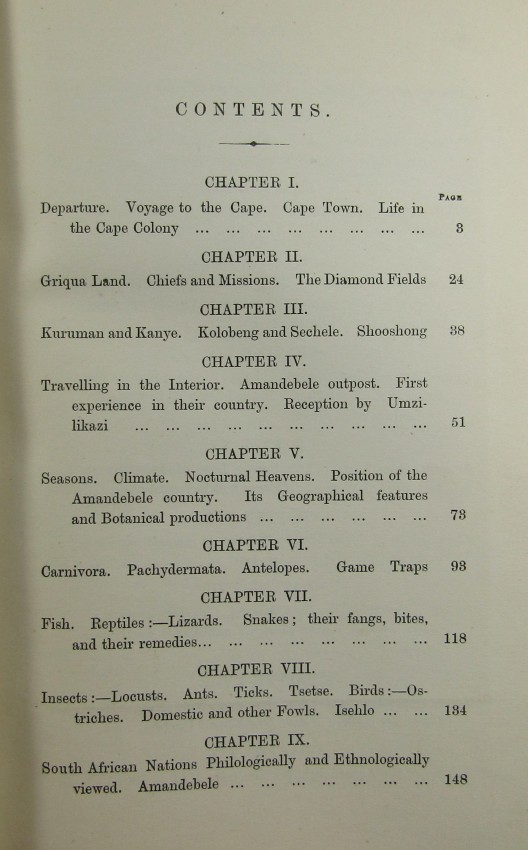 CONTENTS.
CHAPTER I.
PAGE
Departure. Voyage to the Cape. Cape Town. Life in
the Cape Colony ... ... ... ... ... ... ... ... 3
CHAPTER II.
Griqua Land. Chiefs and Missions. The Diamond Fields 24
CHAPTER III.
Kuruman and Kanye. Kolobeng and Sechele. Shooshong 38
CHAPTER IV.
Travelling in the Interior. Amandebele outpost. First
experience in their country. Reception by Umzi-
likazi ... ... ... ... ... ... ... ... ... ... 51
CHAPTER V.
Seasons. Climate. Nocturnal Heavens. Position of the
Amandebele country. Its Geographical features
and Botanical productions ... ... ... ... ... ... 73
CHAPTER VI.
Carnivora. Pachydermata. Antelopes. Game Traps 93
CHAPTER VII.
Fish. Reptiles:—Lizards. Snakes; their fangs, bites,
and their remedies... ... ... ... ... ... ... ... 118
CHAPTER VIII.
Insects:—Locusts. Ants. Ticks. Tsetse. Birds:—Os-
triches. Domestic and other Fowls. Isehlo ... ... 134
CHAPTER IX.
South African Nations Philologically and Ethnologically
viewed. Amandebele ... ... ... ... ... ... ... 148